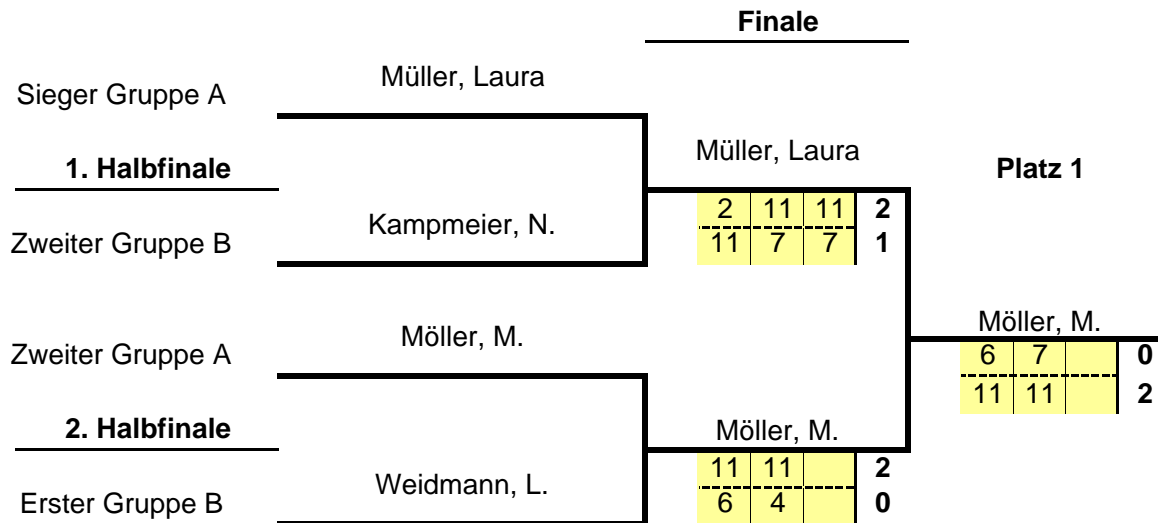 Finale
Müller, Laura
Sieger Gruppe A
Müller, Laura
1. Halbfinale
Platz 1
2 11 11 2
Kampmeier, N.
Zweiter Gruppe B
11 7 7 1
Möller, M.
Möller, M.
Zweiter Gruppe A
6 7 0
11 11 2
2. Halbfinale
Möller, M.
11 11 2
Weidmann, L.
Erster Gruppe B
6 4 0